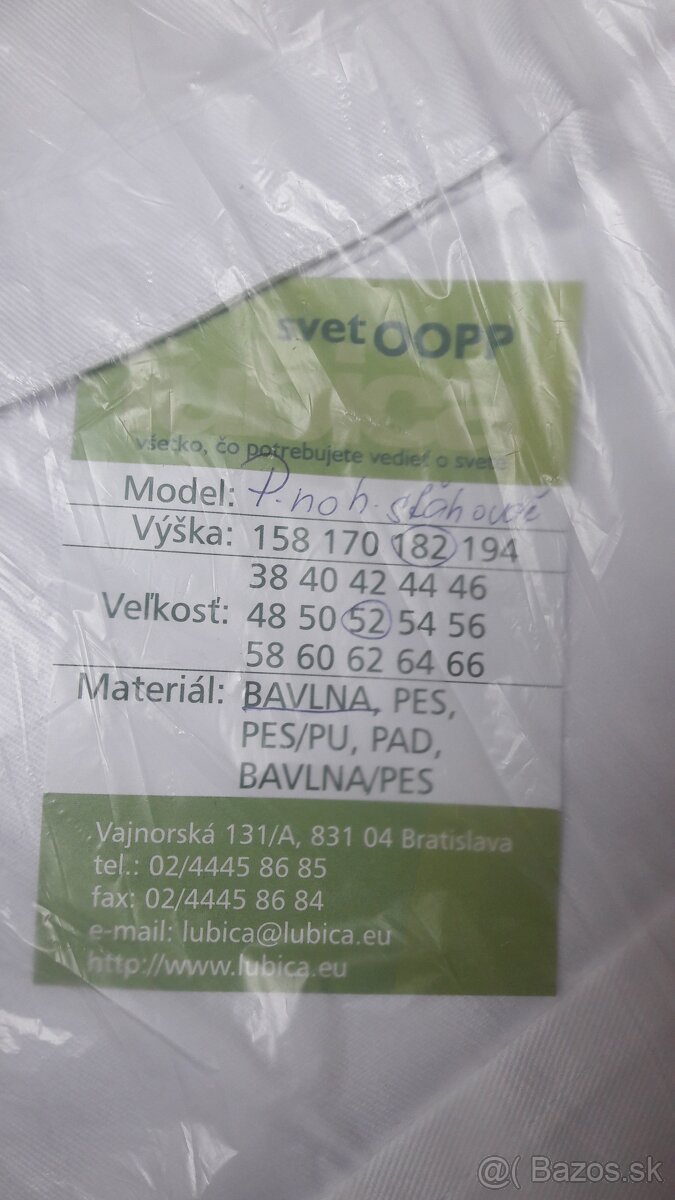 svet OOPP
lubica
všetko, čo potrebujete vedieť o svete
Model: P. noh. sťahové
Výška: 158 170 182 194
38 40 42 44 46
Veľkosť: 48 50 52 54 56
58 60 62 64 66
Materiál: BAVLNA, PES,
PES/PU, PAD,
BAVLNA/PES
Vajnorská 131/A, 831 04 Bratislava
tel.: 02/4445 86 85
fax: 02/4445 86 84
e-mail: lubica@lubica.eu
http://www.lubica.eu
@( Bazos.sk